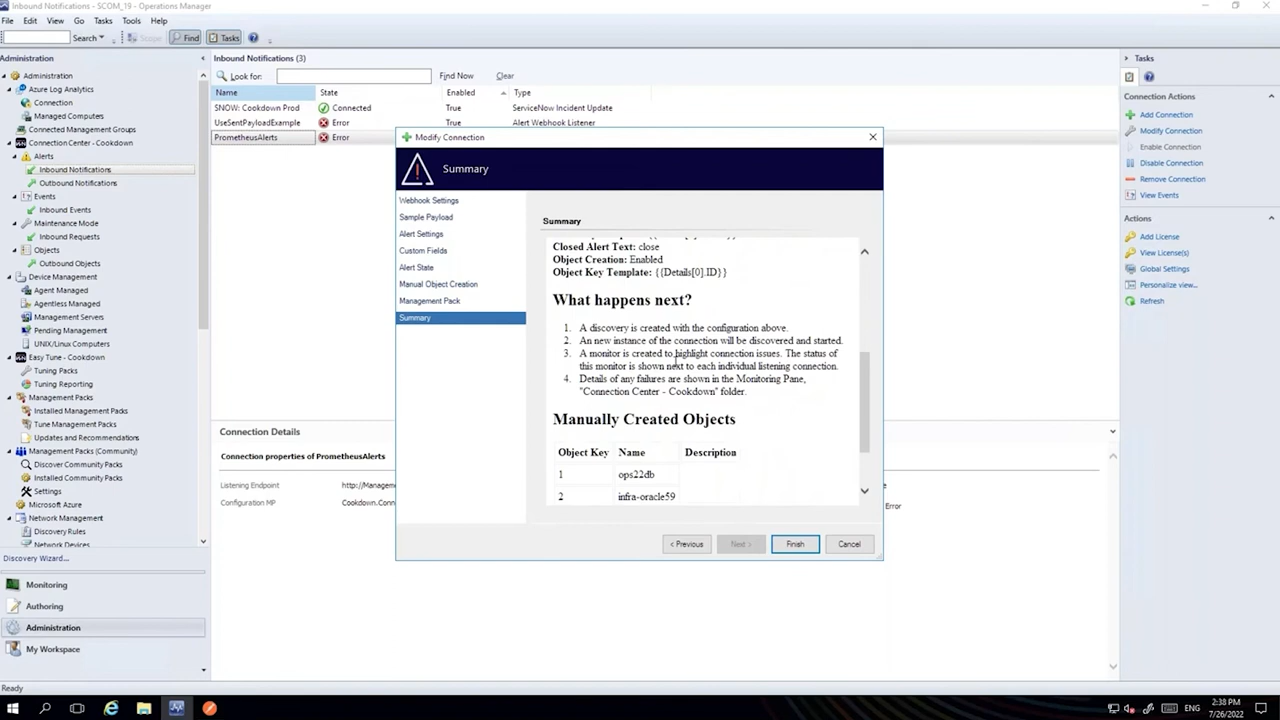 Inbound Notifications - SCOM_19 - Operations Manager
File Edit View Go Tasks Tools Help
Search Scope Find Tasks
Administration
Administration
Azure Log Analytics
Connection
Managed Computers
Connected Management Groups
Connection Center - Cookdown
Alerts
Inbound Notifications
Outbound Notifications
Events
Inbound Events
Maintenance Mode
Inbound Requests
Objects
Outbound Objects
Device Management
Agent Managed
Agentless Managed
Management Servers
Pending Management
UNIX/Linux Computers
Easy Tune - Cookdown
Tuning Packs
Tuning Reporting
Management Packs
Installed Management Packs
Tune Management Packs
Updates and Recommendations
Management Packs (Community)
Discover Community Packs
Installed Community Packs
Settings
Microsoft Azure
Network Management
Discovery Rules
Network Devices
Discovery Wizard...
Monitoring
Authoring
Administration
My Workspace
Ready
Inbound Notifications (3)
Look for: Find Now Clear
Name State Enabled Type
SNOW: Cookdown Prod Connected True ServiceNow Incident Update
UseSentPayloadExample Error True Alert Webhook Listener
PrometheusAlerts Error
Connection Details
Connection properties of PrometheusAlerts
Listening Endpoint http://Managem
Configuration MP Cookdown.Conn
Error
Modify Connection
Summary
Webhook Settings
Sample Payload
Alert Settings
Custom Fields
Alert State
Manual Object Creation
Management Pack
Summary
Summary
Closed Alert Text: close
Object Creation: Enabled
Object Key Template: {{Details[0].ID}}
What happens next?
1. A discovery is created with the configuration above.
2. An new instance of the connection will be discovered and started.
3. A monitor is created to highlight connection issues. The status of
this monitor is shown next to each individual listening connection.
4. Details of any failures are shown in the Monitoring Pane,
"Connection Center - Cookdown" folder.
Manually Created Objects
Object Key Name Description
1 ops22db
2 infra-oracle59
< Previous Next > Finish Cancel
Tasks
Connection Actions
Add Connection
Modify Connection
Enable Connection
Disable Connection
Remove Connection
View Events
Actions
Add License
View License(s)
Global Settings
Personalize view...
Refresh
ENG
2:38 PM
7/26/2022